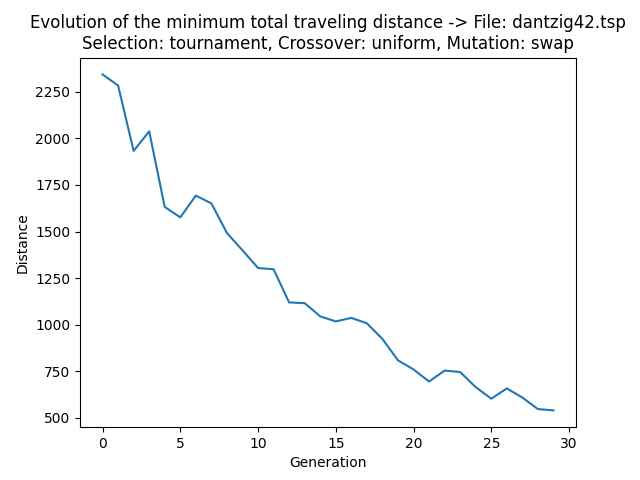 Evolution of the minimum total traveling distance -> File: dantzig42.tsp
Selection: tournament, Crossover: uniform, Mutation: swap
2250
2000
1750
1500
1250
1000
750
500
Distance
0 5 10 15 20 25 30
Generation